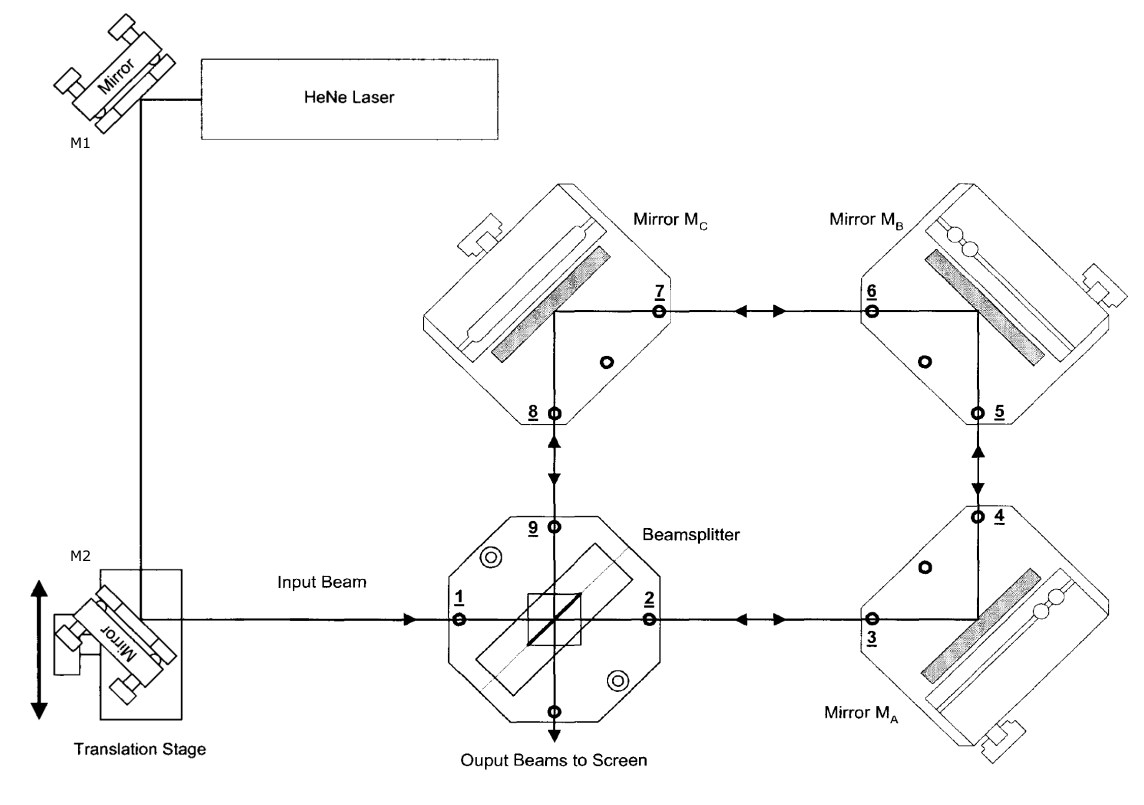 Mirror
HeNe Laser
M1
Mirror M_C
Mirror M_B
7
6
8
5
M2
9
4
Beamsplitter
Input Beam
1
2
3
Mirror
Mirror M_A
Translation Stage
Ouput Beams to Screen